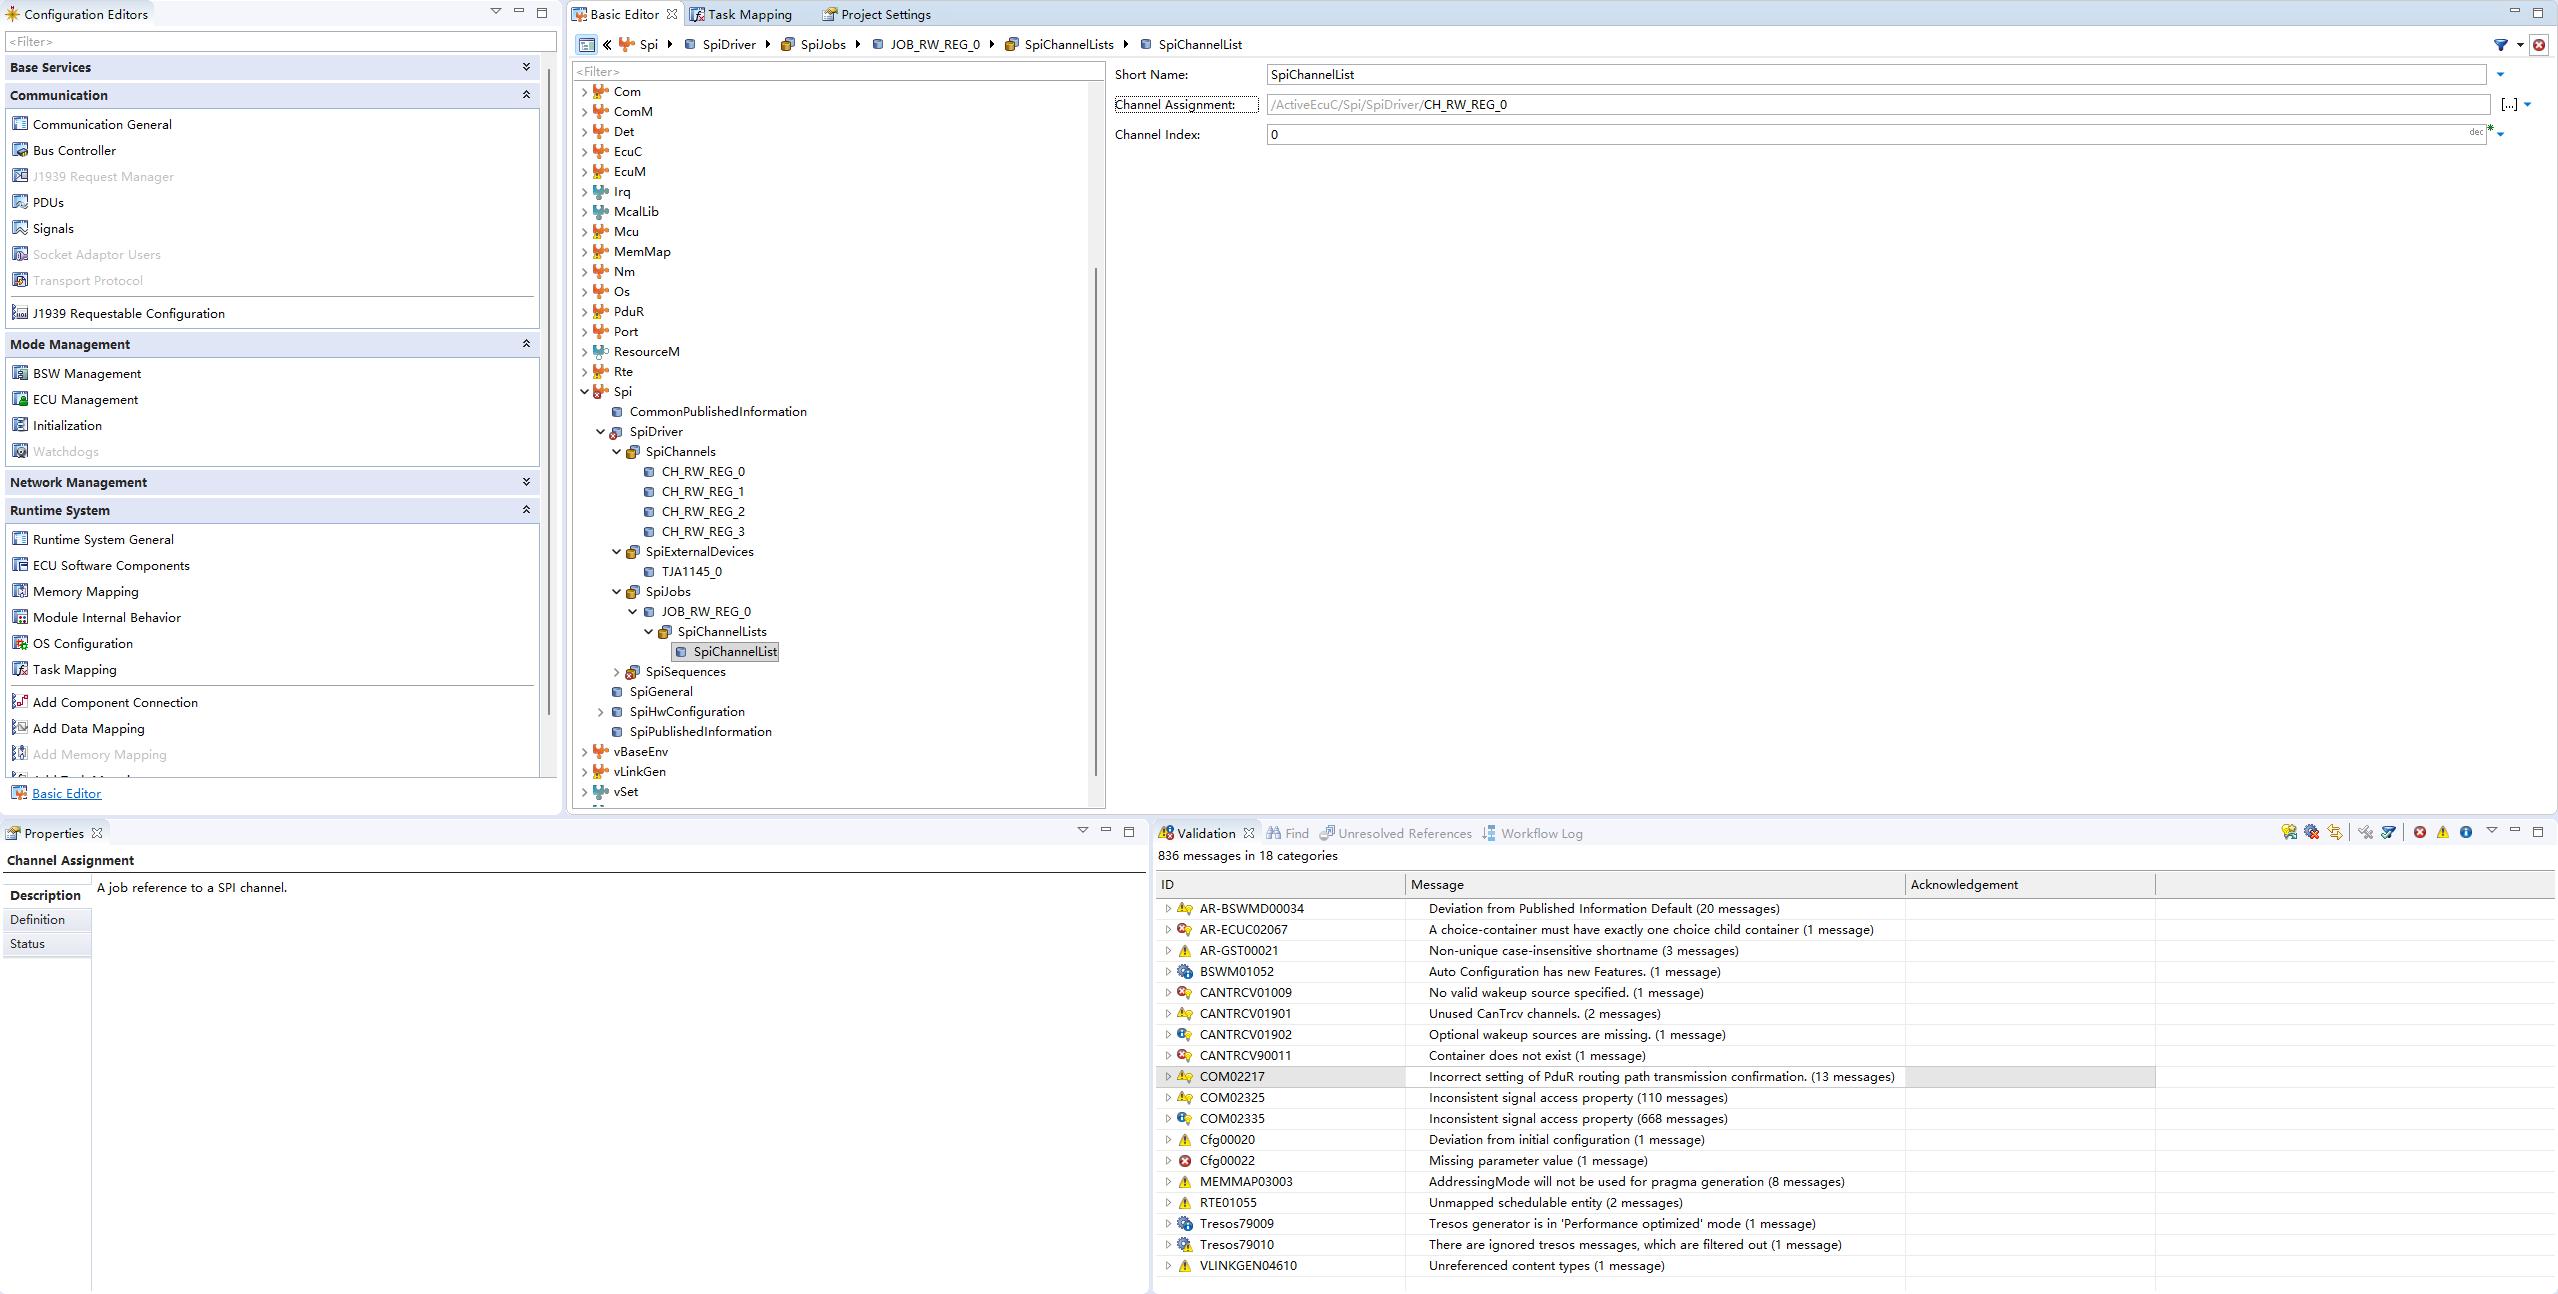 Configuration Editors
<Filter>
Base Services
Communication
Communication General
Bus Controller
J1939 Request Manager
PDUs
Signals
Socket Adaptor Users
Transport Protocol
J1939 Requestable Configuration
Mode Management
BSW Management
ECU Management
Initialization
Watchdogs
Network Management
Runtime System
Runtime System General
ECU Software Components
Memory Mapping
Module Internal Behavior
OS Configuration
Task Mapping
Add Component Connection
Add Data Mapping
Add Memory Mapping
Basic Editor
Basic Editor Task Mapping Project Settings
Spi SpiDriver SpiJobs JOB_RW_REG_0 SpiChannelLists SpiChannelList
<Filter>
Com
ComM
Det
EcuC
EcuM
Irq
McalLib
Mcu
MemMap
Nm
Os
PduR
Port
ResourceM
Rte
Spi
CommonPublishedInformation
SpiDriver
SpiChannels
CH_RW_REG_0
CH_RW_REG_1
CH_RW_REG_2
CH_RW_REG_3
SpiExternalDevices
TJA1145_0
SpiJobs
JOB_RW_REG_0
SpiChannelLists
SpiChannelList
SpiSequences
SpiGeneral
SpiHwConfiguration
SpiPublishedInformation
vBaseEnv
vLinkGen
vSet
Short Name: SpiChannelList
Channel Assignment: /ActiveEcuC/Spi/SpiDriver/CH_RW_REG_0 [...]
Channel Index: 0 dec *
Properties
Channel Assignment
Description
Definition
Status
A job reference to a SPI channel.
Validation Find Unresolved References Workflow Log
836 messages in 18 categories
ID Message Acknowledgement
AR-BSWMD00034 Deviation from Published Information Default (20 messages)
AR-ECUC02067 A choice-container must have exactly one choice child container (1 message)
AR-GST00021 Non-unique case-insensitive shortname (3 messages)
BSWM01052 Auto Configuration has new Features. (1 message)
CANTRCV01009 No valid wakeup source specified. (1 message)
CANTRCV01901 Unused CanTrcv channels. (2 messages)
CANTRCV01902 Optional wakeup sources are missing. (1 message)
CANTRCV90011 Container does not exist (1 message)
COM02217 Incorrect setting of PduR routing path transmission confirmation. (13 messages)
COM02325 Inconsistent signal access property (110 messages)
COM02335 Inconsistent signal access property (668 messages)
Cfg00020 Deviation from initial configuration (1 message)
Cfg00022 Missing parameter value (1 message)
MEMMAP03003 AddressingMode will not be used for pragma generation (8 messages)
RTE01055 Unmapped schedulable entity (2 messages)
Tresos79009 Tresos generator is in 'Performance optimized' mode (1 message)
Tresos79010 There are ignored tresos messages, which are filtered out (1 message)
VLINKGEN04610 Unreferenced content types (1 message)